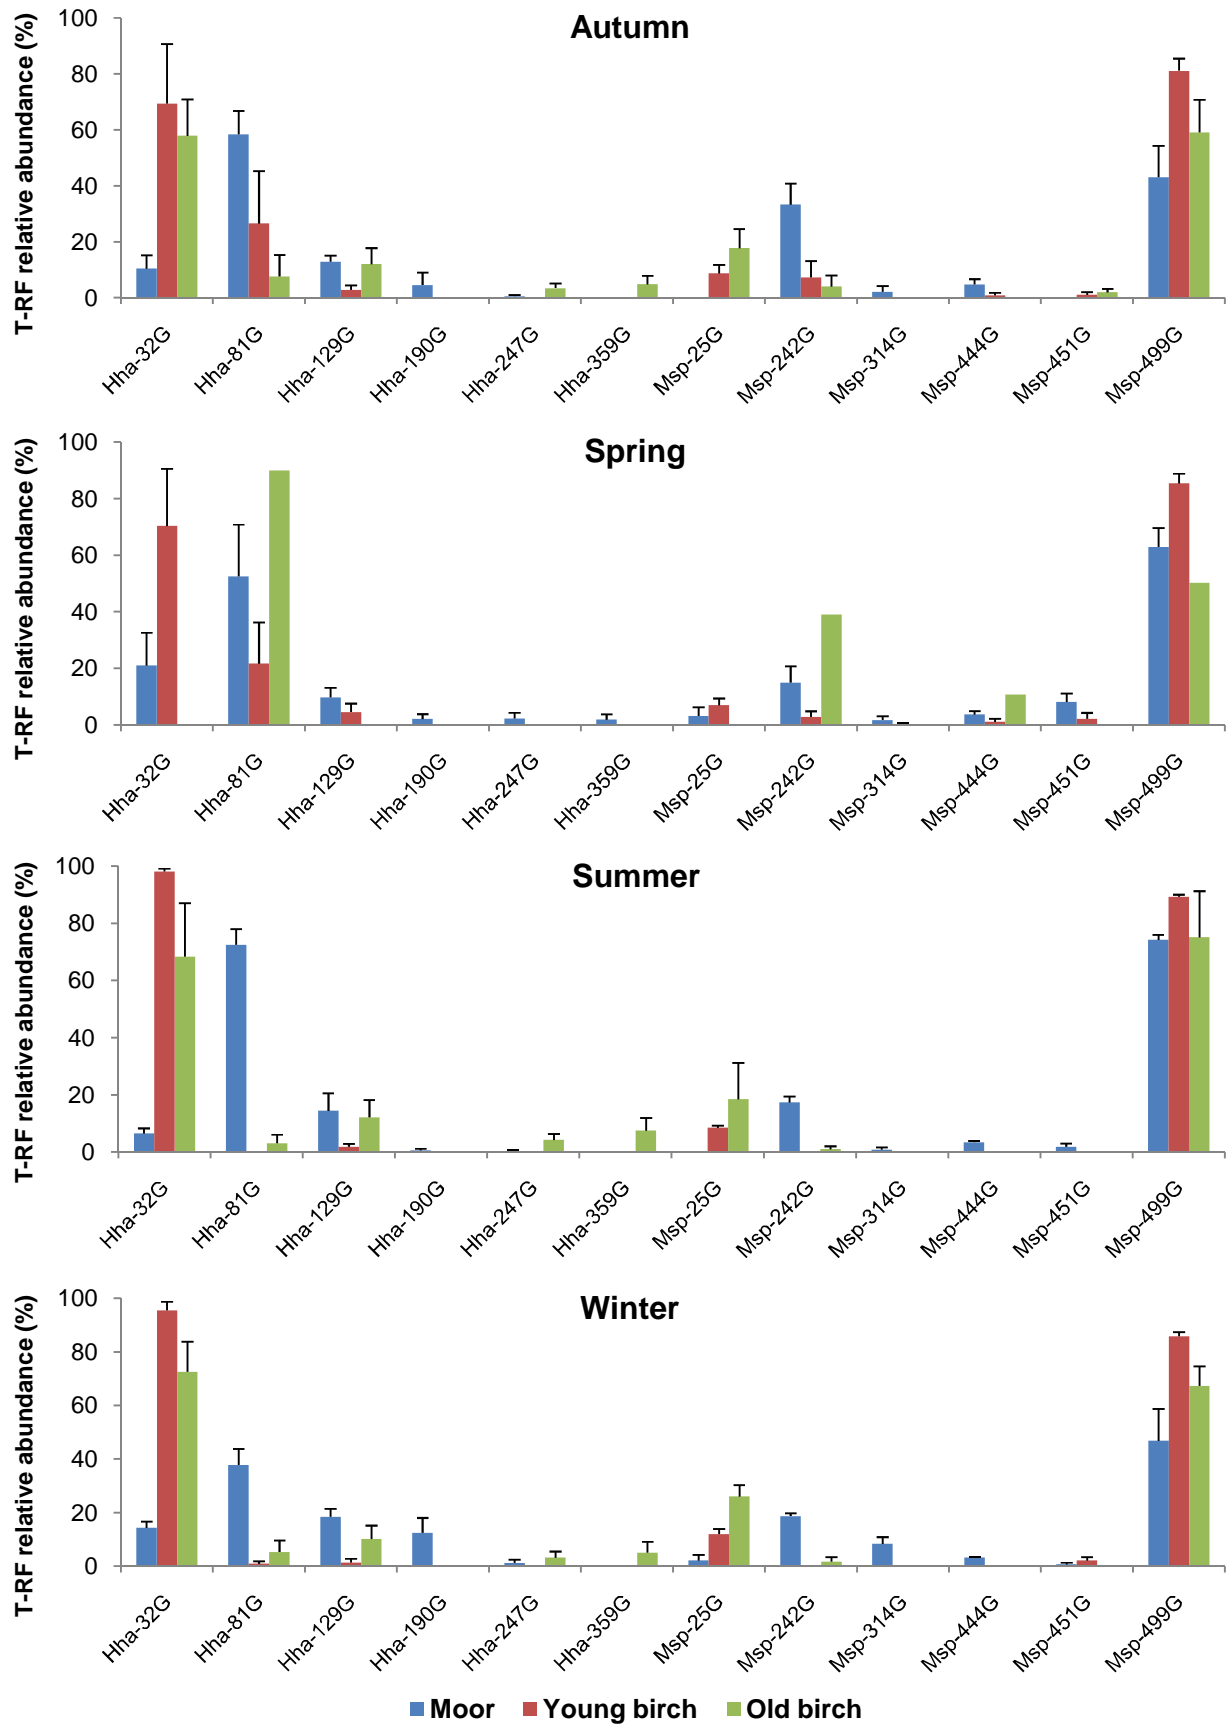 Autumn
T-RF relative abundance (%)
100
80
60
40
20
0
Hha-32G
Hha-81G
Hha-129G
Hha-190G
Hha-247G
Hha-359G
Msp-25G
Msp-242G
Msp-314G
Msp-444G
Msp-451G
Msp-499G
Spring
T-RF relative abundance (%)
100
80
60
40
20
0
Hha-32G
Hha-81G
Hha-129G
Hha-190G
Hha-247G
Hha-359G
Msp-25G
Msp-242G
Msp-314G
Msp-444G
Msp-451G
Msp-499G
Summer
T-RF relative abundance (%)
100
80
60
40
20
0
Hha-32G
Hha-81G
Hha-129G
Hha-190G
Hha-247G
Hha-359G
Msp-25G
Msp-242G
Msp-314G
Msp-444G
Msp-451G
Msp-499G
Winter
T-RF relative abundance (%)
100
80
60
40
20
0
Hha-32G
Hha-81G
Hha-129G
Hha-190G
Hha-247G
Hha-359G
Msp-25G
Msp-242G
Msp-314G
Msp-444G
Msp-451G
Msp-499G
Moor Young birch Old birch